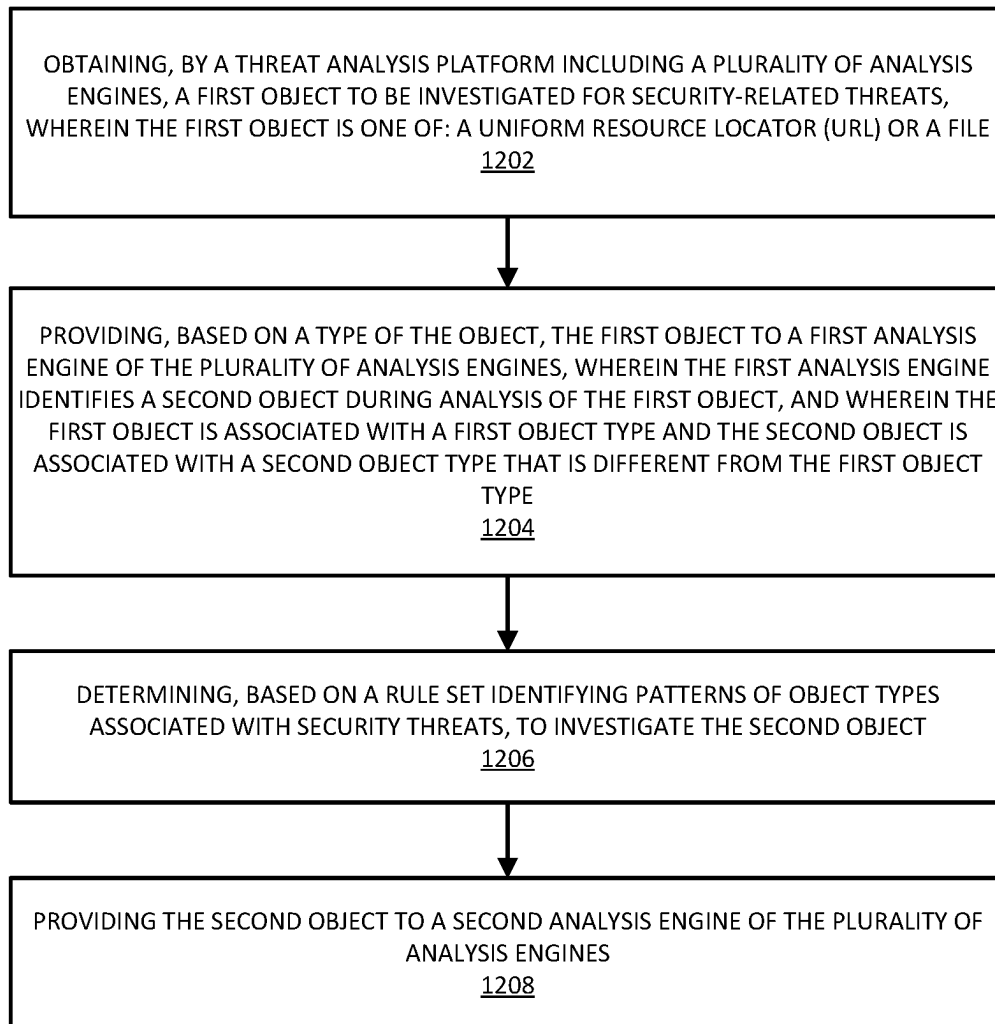 OBTAINING, BY A THREAT ANALYSIS PLATFORM INCLUDING A PLURALITY OF ANALYSIS
ENGINES, A FIRST OBJECT TO BE INVESTIGATED FOR SECURITY-RELATED THREATS,
WHEREIN THE FIRST OBJECT IS ONE OF: A UNIFORM RESOURCE LOCATOR (URL) OR A FILE
1202
PROVIDING, BASED ON A TYPE OF THE OBJECT, THE FIRST OBJECT TO A FIRST ANALYSIS
ENGINE OF THE PLURALITY OF ANALYSIS ENGINES, WHEREIN THE FIRST ANALYSIS ENGINE
IDENTIFIES A SECOND OBJECT DURING ANALYSIS OF THE FIRST OBJECT, AND WHEREIN THE
FIRST OBJECT IS ASSOCIATED WITH A FIRST OBJECT TYPE AND THE SECOND OBJECT IS
ASSOCIATED WITH A SECOND OBJECT TYPE THAT IS DIFFERENT FROM THE FIRST OBJECT
TYPE
1204
DETERMINING, BASED ON A RULE SET IDENTIFYING PATTERNS OF OBJECT TYPES
ASSOCIATED WITH SECURITY THREATS, TO INVESTIGATE THE SECOND OBJECT
1206
PROVIDING THE SECOND OBJECT TO A SECOND ANALYSIS ENGINE OF THE PLURALITY OF
ANALYSIS ENGINES
1208